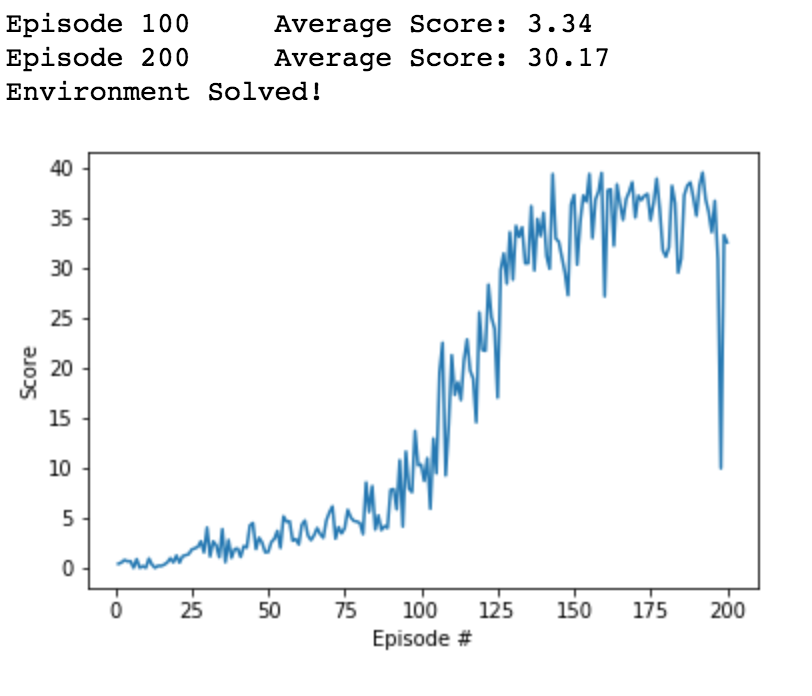 Episode 100 Average Score: 3.34
Episode 200 Average Score: 30.17
Environment Solved!
40
35
30
25
20
15
10
5
0
Score
0 25 50 75 100 125 150 175 200
Episode #